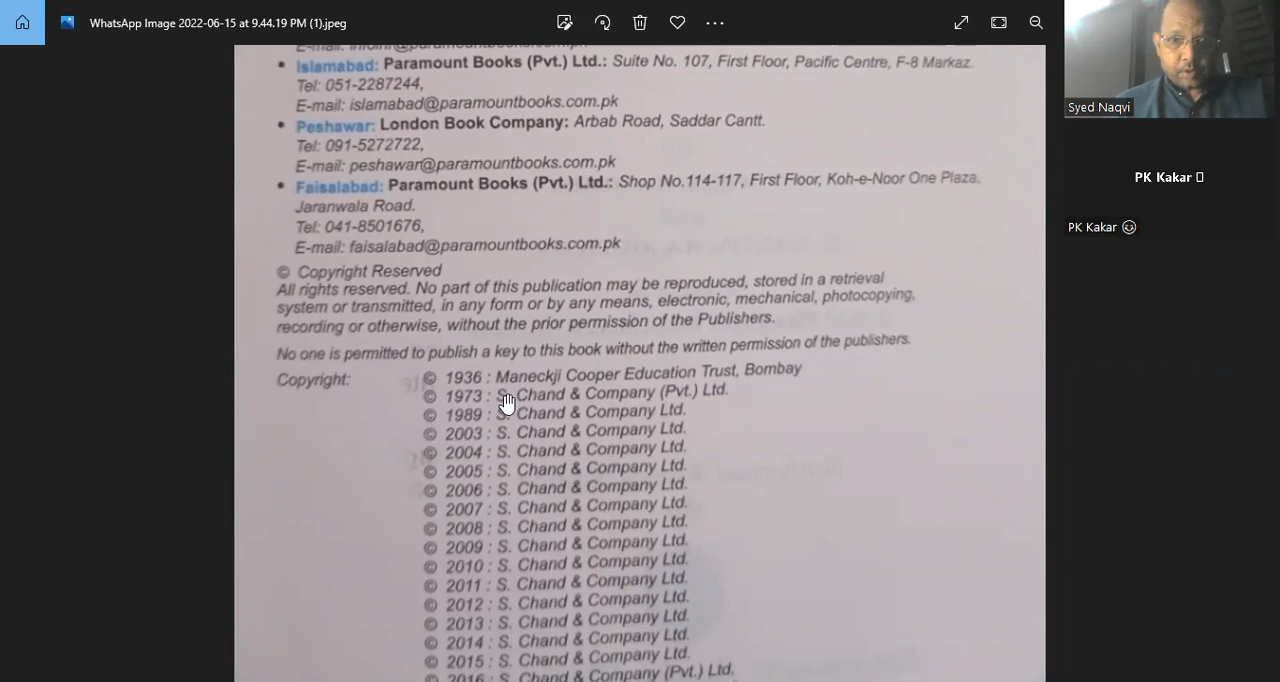 WhatsApp Image 2022-06-15 at 9.44.19 PM (1).jpeg
• Islamabad: Paramount Books (Pvt.) Ltd.: Suite No. 107, First Floor, Pacific Centre, F-8 Markaz.
Tel: 051-2287244,
E-mail: islamabad@paramountbooks.com.pk
• Peshawar: London Book Company: Arbab Road, Saddar Cantt.
Tel: 091-5272722,
E-mail: peshawar@paramountbooks.com.pk
• Faisalabad: Paramount Books (Pvt.) Ltd.: Shop No.114-117, First Floor, Koh-e-Noor One Plaza,
Jaranwala Road.
Tel: 041-8501676,
E-mail: faisalabad@paramountbooks.com.pk
© Copyright Reserved
All rights reserved. No part of this publication may be reproduced, stored in a retrieval
system or transmitted, in any form or by any means, electronic, mechanical, photocopying,
recording or otherwise, without the prior permission of the Publishers.
No one is permitted to publish a key to this book without the written permission of the publishers.
Copyright: © 1936 : Maneckji Cooper Education Trust, Bombay
© 1973 : S. Chand & Company (Pvt.) Ltd.
© 1989 : S. Chand & Company Ltd.
© 2003 : S. Chand & Company Ltd.
© 2004 : S. Chand & Company Ltd.
© 2005 : S. Chand & Company Ltd.
© 2006 : S. Chand & Company Ltd.
© 2007 : S. Chand & Company Ltd.
© 2008 : S. Chand & Company Ltd.
© 2009 : S. Chand & Company Ltd.
© 2010 : S. Chand & Company Ltd.
© 2011 : S. Chand & Company Ltd.
© 2012 : S. Chand & Company Ltd.
© 2013 : S. Chand & Company Ltd.
© 2014 : S. Chand & Company Ltd.
© 2015 : S. Chand & Company Ltd.
© 2016 : S. Chand & Company (Pvt.) Ltd.
Syed Naqvi
PK Kakar
PK Kakar